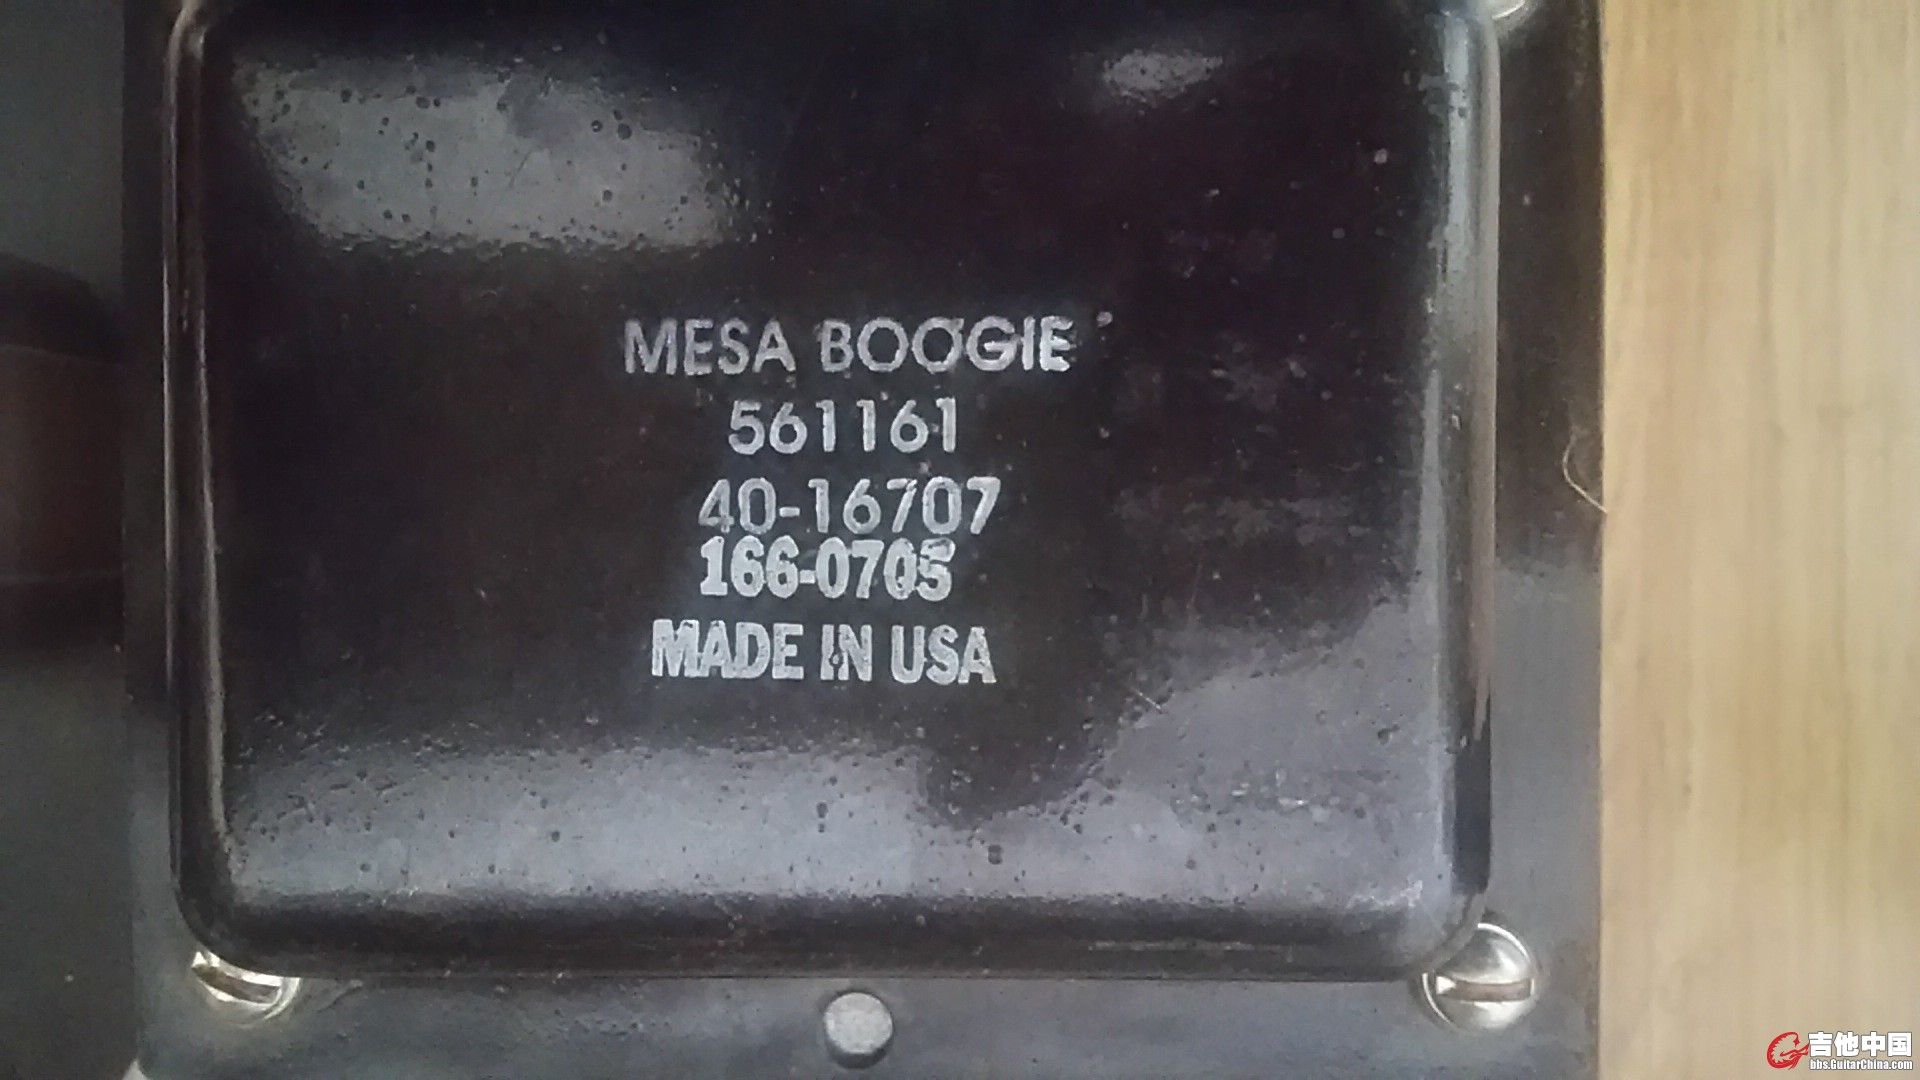 MESA BOOGIE
561161
40-16707
166-0705
MADE IN USA
吉他中国
bbs.GuitarChina.com